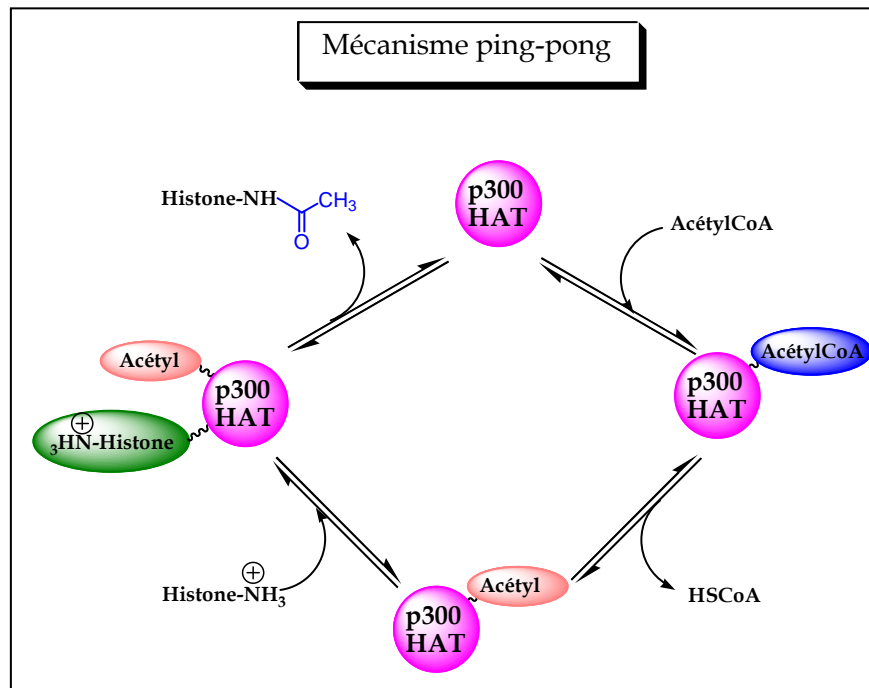 Mécanisme ping-pong
p300
HAT
Histone-NH
CH3
O
AcétylCoA
Acétyl
p300
HAT
⊕
3HN-Histone
p300
HAT
AcétylCoA
Histone-NH3
⊕
p300
HAT
Acétyl
HSCoA